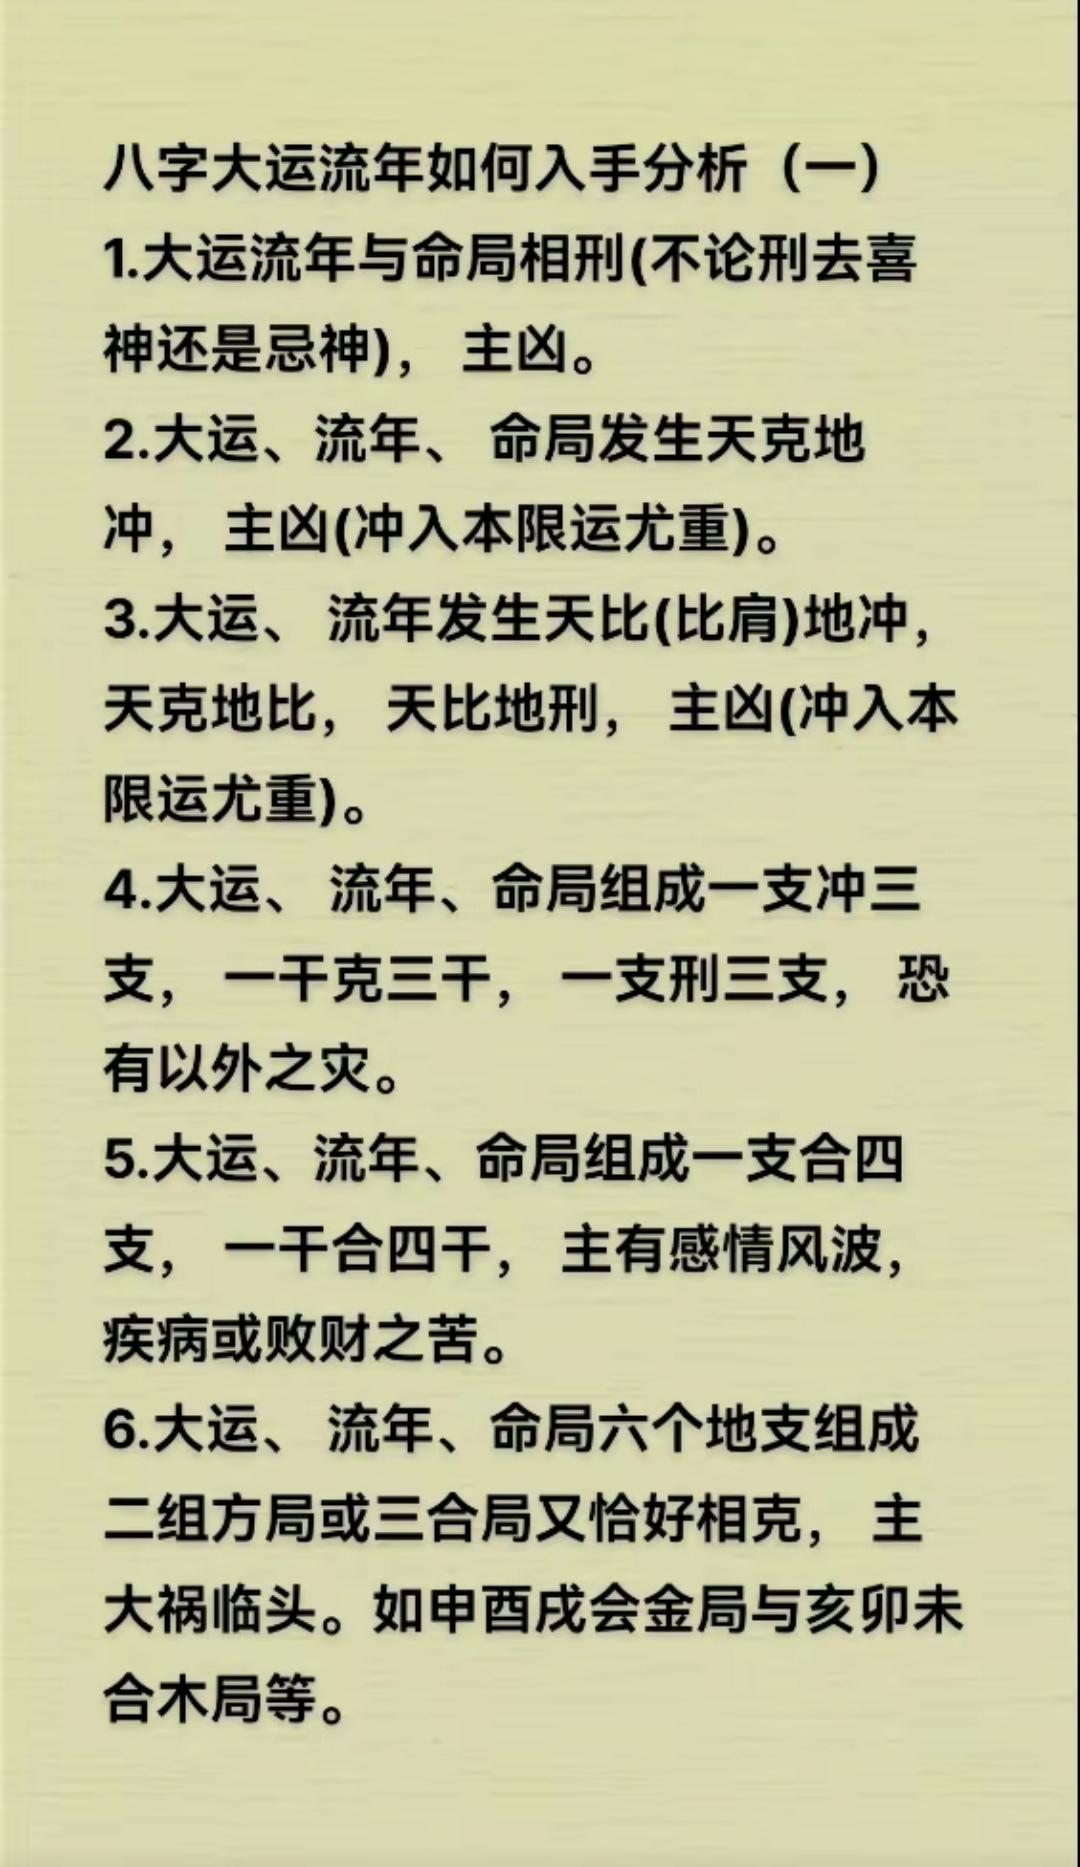 八字大运流年如何入手分析（一）
1.大运流年与命局相刑(不论刑去喜
神还是忌神)， 主凶。
2.大运、流年、 命局发生天克地
冲， 主凶(冲入本限运尤重)。
3.大运、 流年发生天比(比肩)地冲，
天克地比， 天比地刑， 主凶(冲入本
限运尤重)。
4.大运、 流年、命局组成一支冲三
支， 一干克三干， 一支刑三支， 恐
有以外之灾。
5.大运、流年、命局组成一支合四
支， 一干合四干， 主有感情风波，
疾病或败财之苦。
6.大运、 流年、命局六个地支组成
二组方局或三合局又恰好相克， 主
大祸临头。如申酉戌会金局与亥卯未
合木局等。